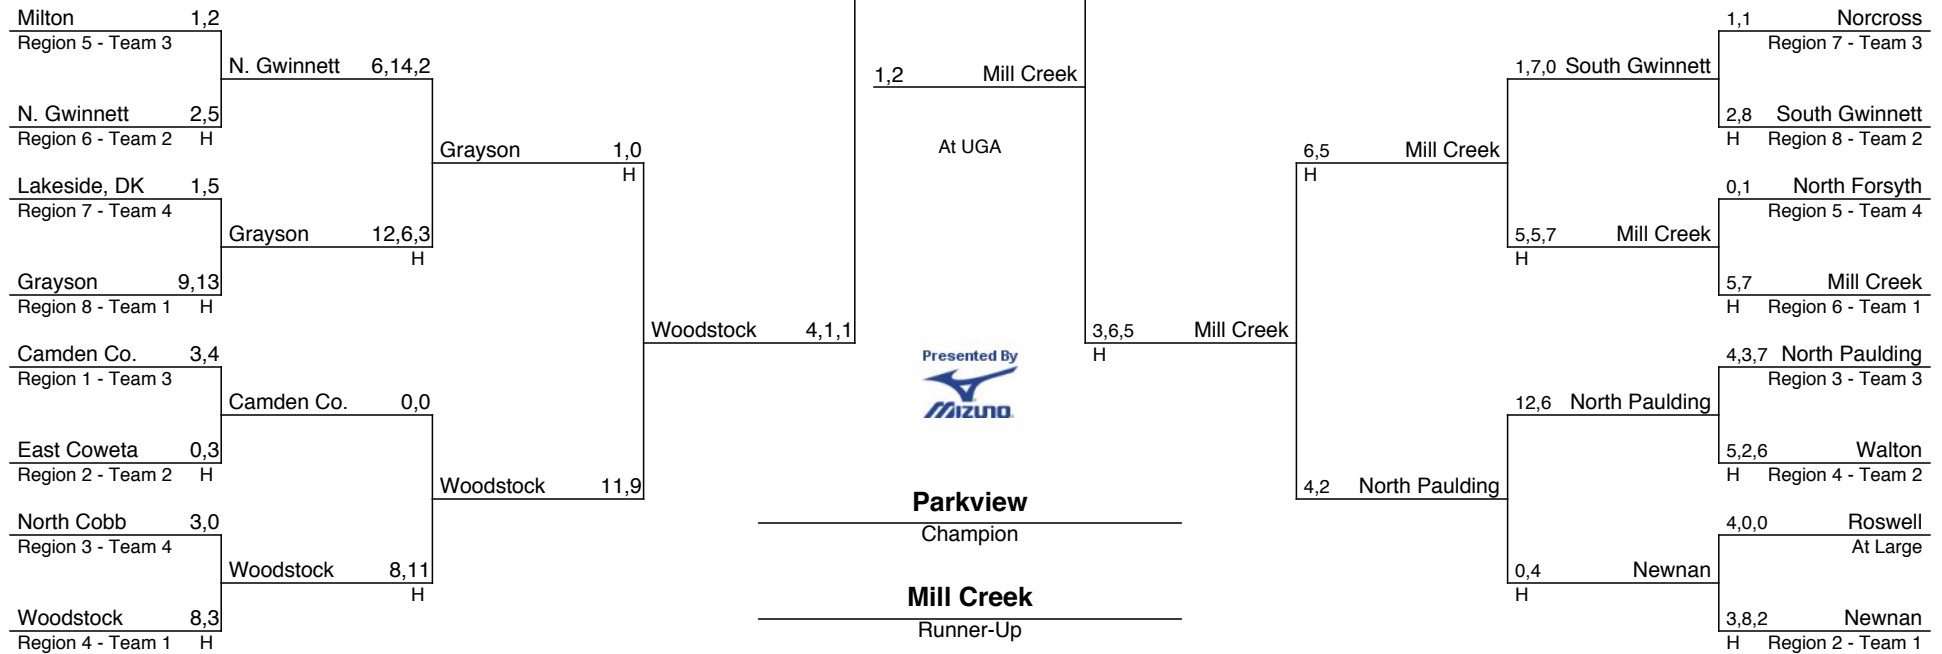 Milton 1,2
Region 5 - Team 3
N. Gwinnett 6,14,2
N. Gwinnett 2,5
Region 6 - Team 2 H
Grayson 1,0
H
Lakeside, DK 1,5
Region 7 - Team 4
Grayson 12,6,3
H
Grayson 9,13
Region 8 - Team 1 H
Woodstock 4,1,1
Camden Co. 3,4
Region 1 - Team 3
Camden Co. 0,0
East Coweta 0,3
Region 2 - Team 2 H
Woodstock 11,9
North Cobb 3,0
Region 3 - Team 4
Woodstock 8,11
H
Woodstock 8,3
Region 4 - Team 1 H
1,2 Mill Creek
At UGA
Presented By
MIZUNO
Parkview
Champion
Mill Creek
Runner-Up
3,6,5 Mill Creek
H
6,5 Mill Creek
H
4,2 North Paulding
1,7,0 South Gwinnett
5,5,7 Mill Creek
H
12,6 North Paulding
0,4 Newnan
H
1,1 Norcross
Region 7 - Team 3
2,8 South Gwinnett
H Region 8 - Team 2
0,1 North Forsyth
Region 5 - Team 4
5,7 Mill Creek
H Region 6 - Team 1
4,3,7 North Paulding
Region 3 - Team 3
5,2,6 Walton
H Region 4 - Team 2
4,0,0 Roswell
At Large
3,8,2 Newnan
H Region 2 - Team 1